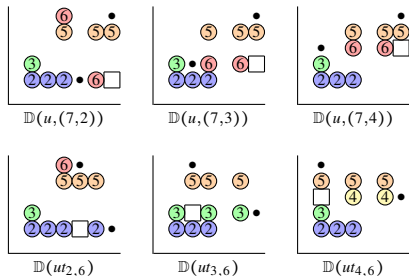 6
5 5 5
3
2 2 2 6
𝔻(u,(7,2))
5 5 5
3 6 6
2 2 2
𝔻(u,(7,3))
5 5 5
6 6
3
2 2 2
𝔻(u,(7,4))
6
5 5 5
3
2 2 2 2
𝔻(ut₂,₆)
5 5 5
3 3 3
2 2 2
𝔻(ut₃,₆)
5 5 5
4 4
3
2 2 2
𝔻(ut₄,₆)